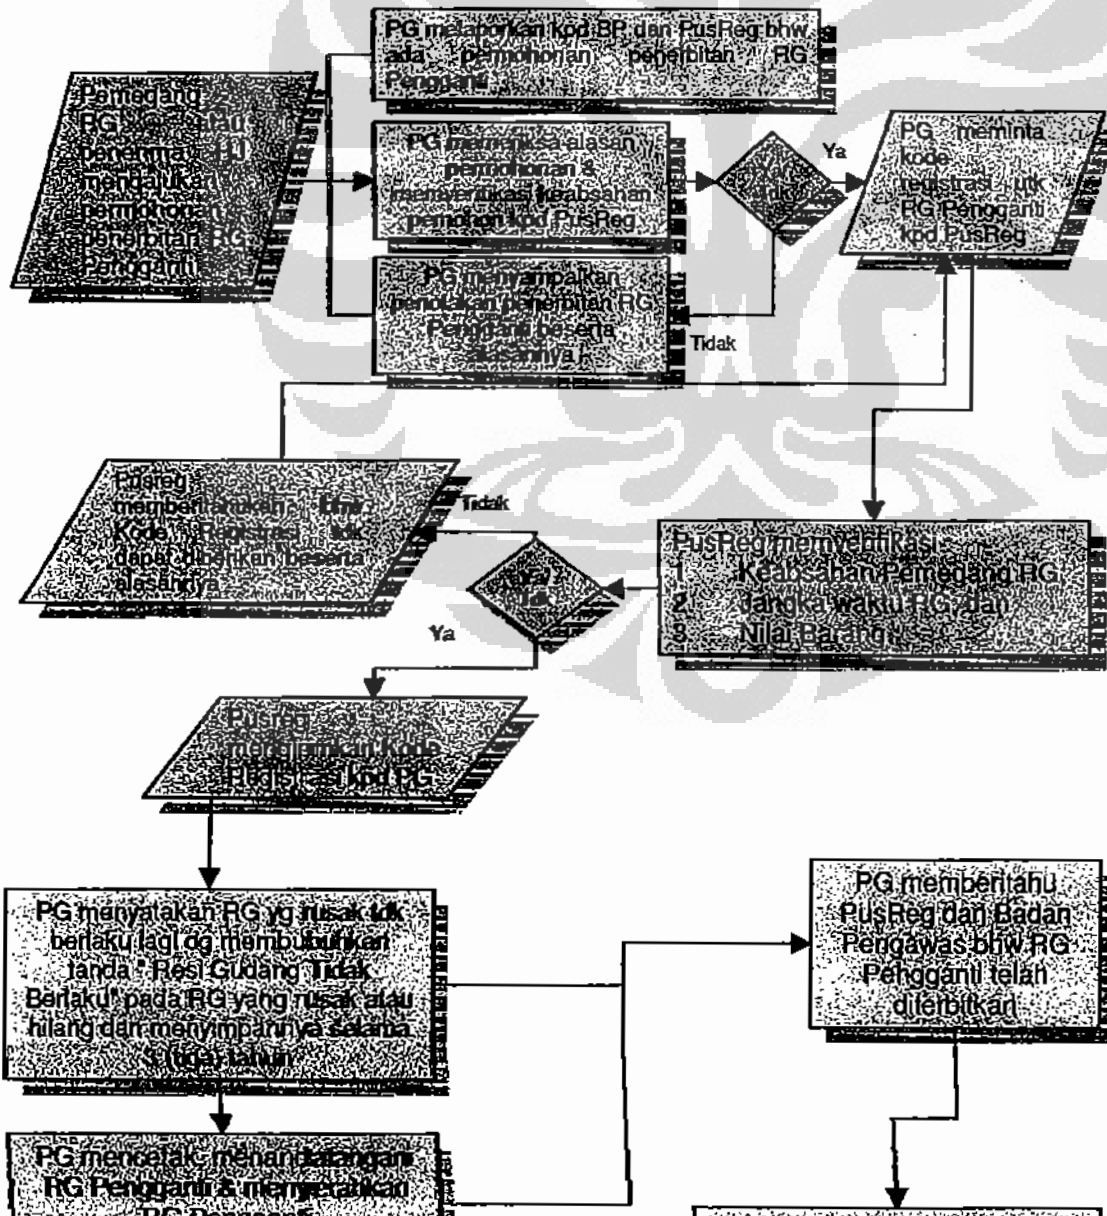 PG melaporkan kpd BP dan PusReg bhw
ada permohonan penerbitan RG
Pengganti
Pemegang
RG atau
penerima HJ
mengajukan
permohonan
penerbitan RG
Pengganti
PG memeriksa alasan
permohonan &
memverifikasi keabsahan
pemohon kpd PusReg
Ya
PG meminta
kode
registrasi utk
RG Pengganti
kpd PusReg
PG menyampaikan
penolakan penerbitan RG
Pengganti beserta
alasannya
Tidak
Pusreg
memberitahukan bhw
Kode Registrasi tdk
dapat diberikan beserta
alasannya
Tidak
Ya
PusReg memverifikasi
1. Keabsahan Pemegang RG
2. Jangka waktu RG, dan
3. Nilai Barang
Pusreg
mengirimkan Kode
Registrasi kpd PG
PG menyatakan RG yg rusak tdk
berlaku lagi dg membubuhkan
tanda "Resi Gudang Tidak
Berlaku" pada RG yang rusak atau
hilang dan menyimpannya selama
3 (tiga) tahun
PG memberitahu
PusReg dan Badan
Pengawas bhw RG
Pengganti telah
diterbitkan
PG mencetak, menandatangani
RG Pengganti & menyerahkan